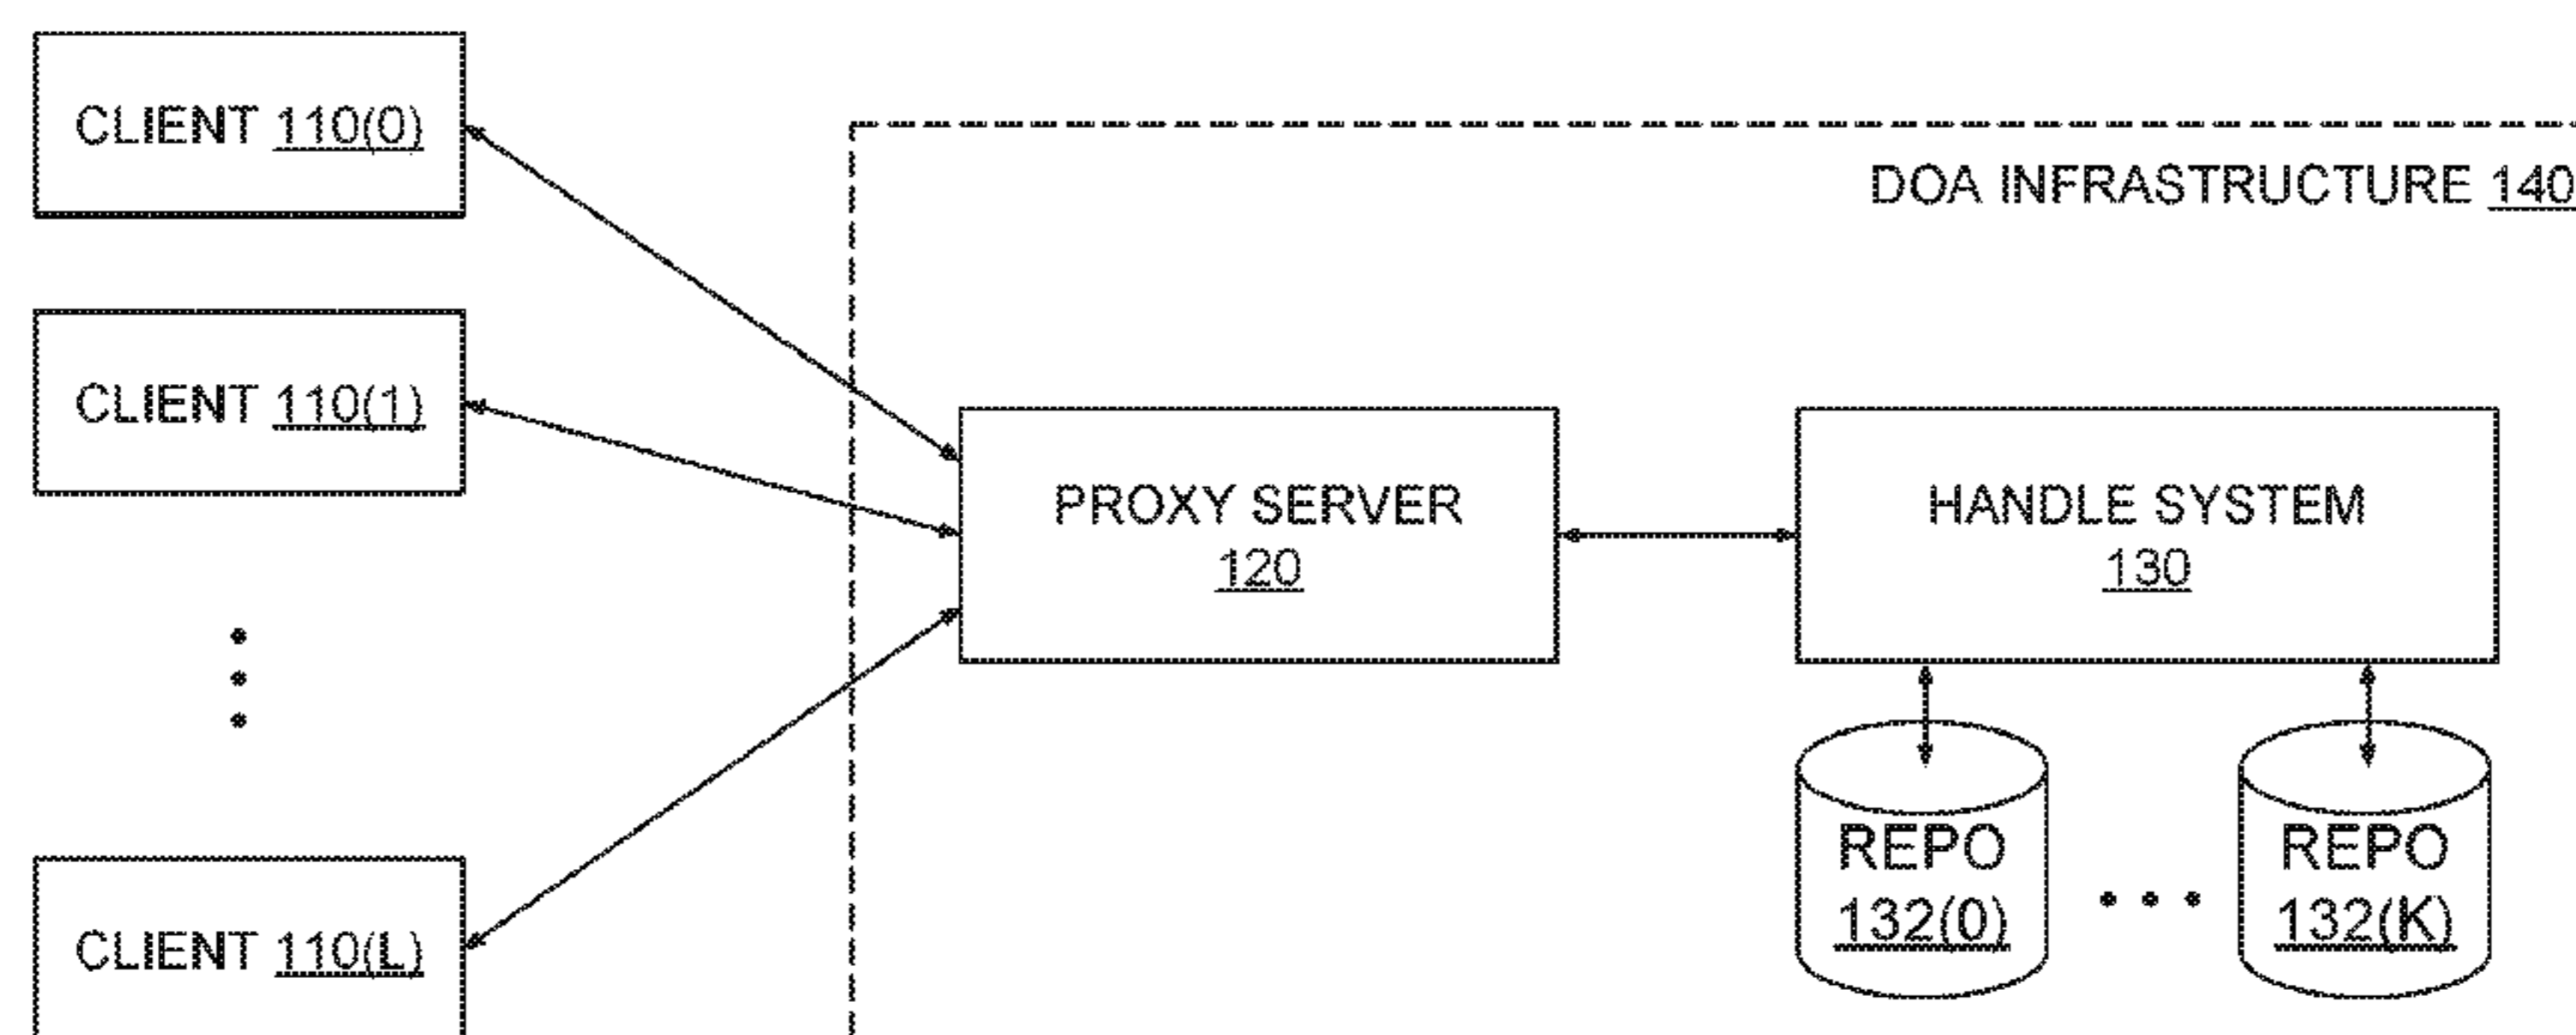 CLIENT 110(0)
DOA INFRASTRUCTURE 140
CLIENT 110(1)
PROXY SERVER
120
HANDLE SYSTEM
130
REPO
132(0)
REPO
132(K)
CLIENT 110(L)